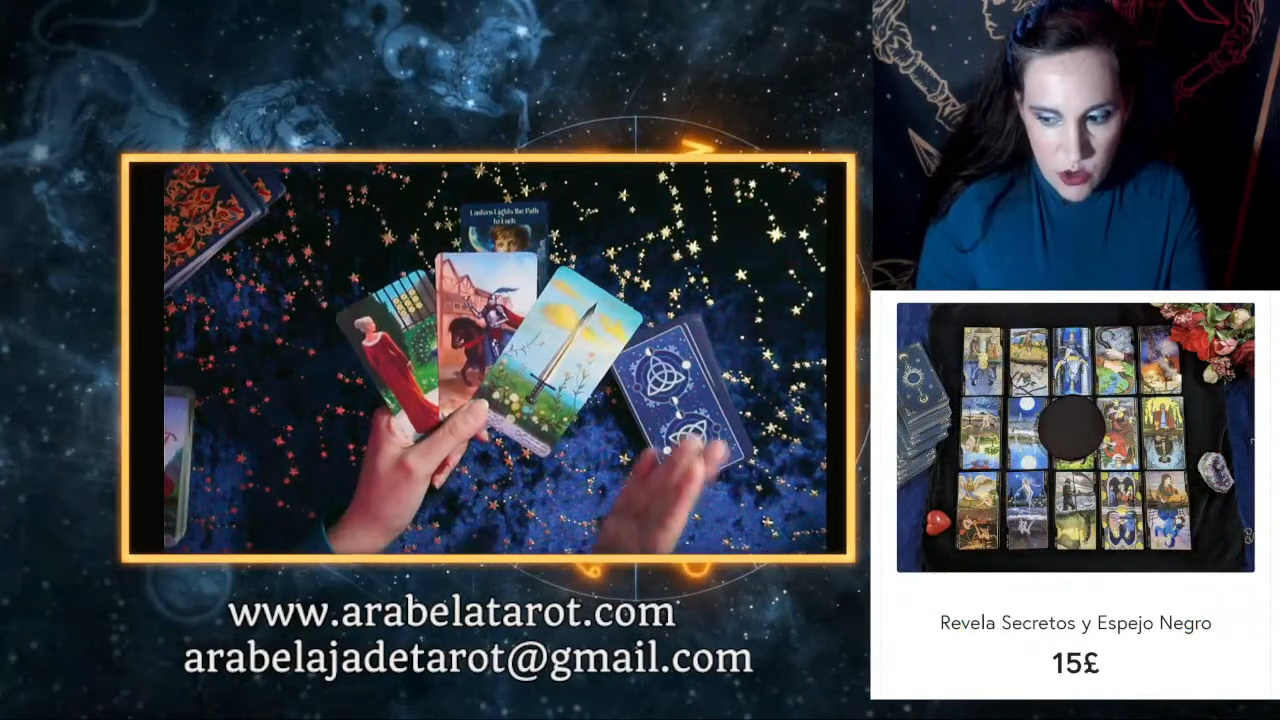 Lantern Lights the Path
to Luck
www.arabelatarot.com
arabelajadetarot@gmail.com
Revela Secretos y Espejo Negro
15£